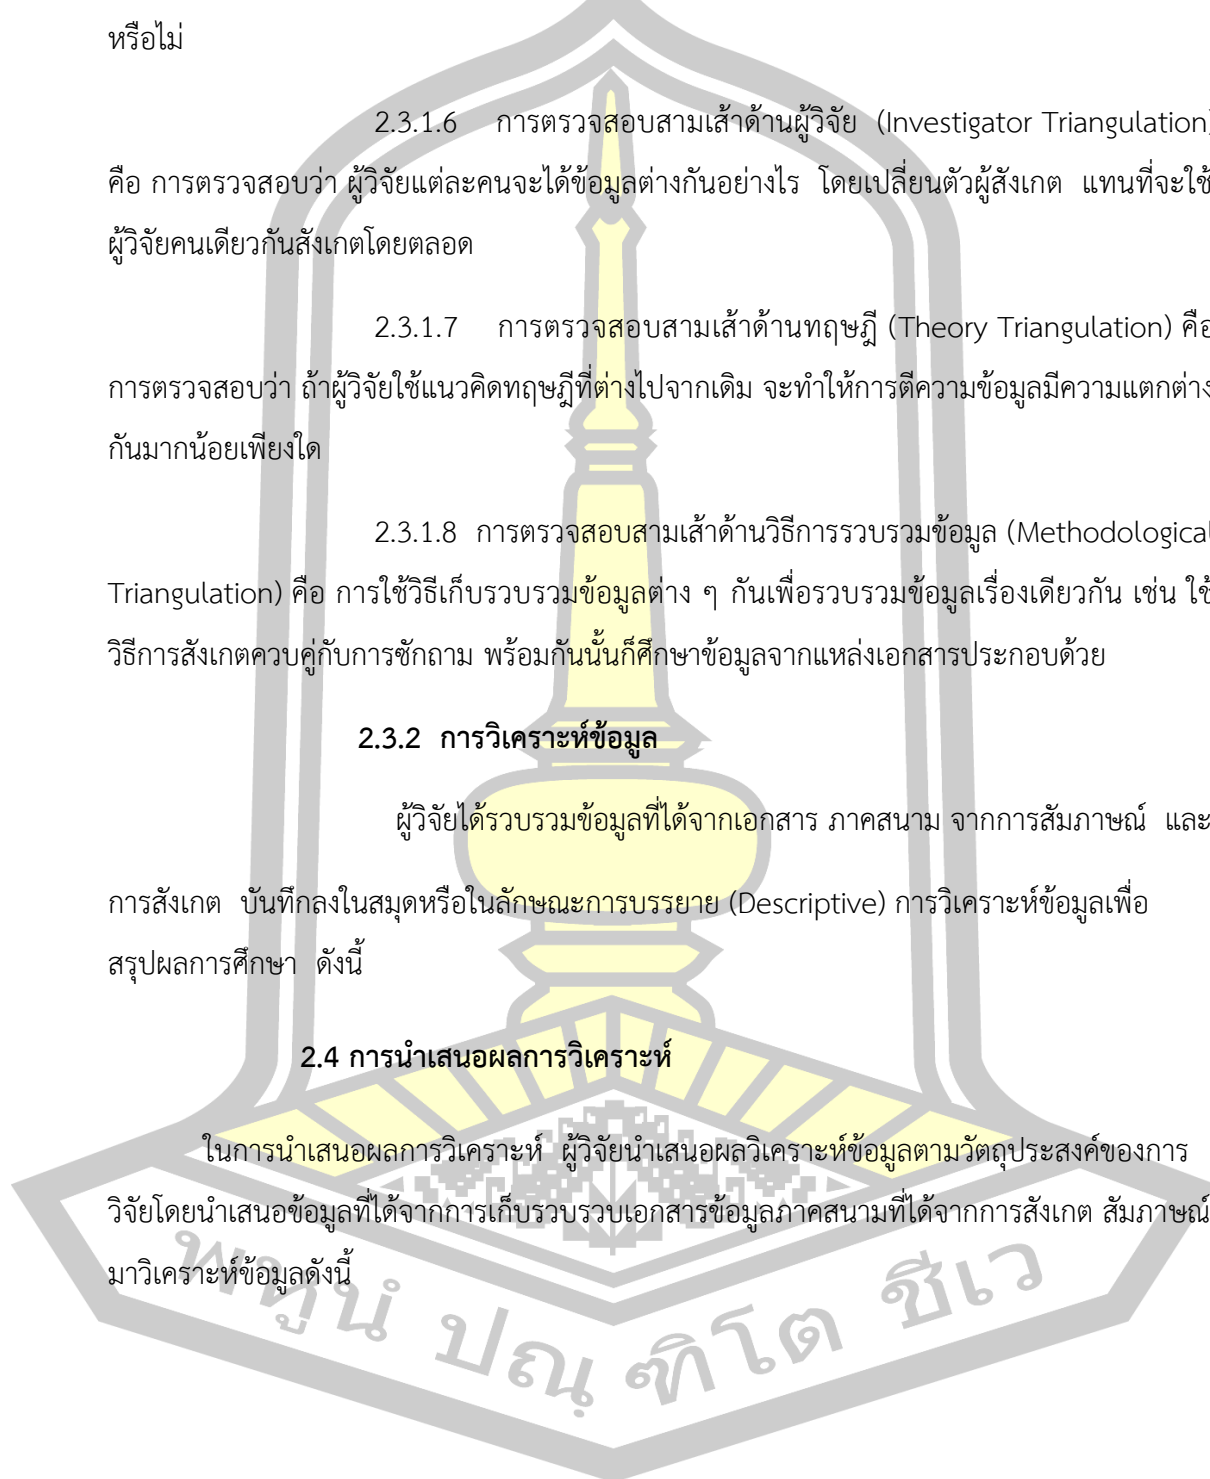 หรือไม่
2.3.1.6 การตรวจสอบสามเส้าด้านผู้วิจัย (Investigator Triangulation)
คือ การตรวจสอบว่า ผู้วิจัยแต่ละคนจะได้ข้อมูลต่างกันอย่างไร โดยเปลี่ยนตัวผู้สังเกต แทนที่จะใช้
ผู้วิจัยคนเดียวกันสังเกตโดยตลอด
2.3.1.7 การตรวจสอบสามเส้าด้านทฤษฎี (Theory Triangulation) คือ
การตรวจสอบว่า ถ้าผู้วิจัยใช้แนวคิดทฤษฎีที่ต่างไปจากเดิม จะทำให้การตีความข้อมูลมีความแตกต่าง
กันมากน้อยเพียงใด
2.3.1.8 การตรวจสอบสามเส้าด้านวิธีการรวบรวมข้อมูล (Methodological
Triangulation) คือ การใช้วิธีเก็บรวบรวมข้อมูลต่าง ๆ กันเพื่อรวบรวมข้อมูลเรื่องเดียวกัน เช่น ใช้
วิธีการสังเกตควบคู่กับการซักถาม พร้อมกันนั้นก็ศึกษาข้อมูลจากแหล่งเอกสารประกอบด้วย
2.3.2 การวิเคราะห์ข้อมูล
ผู้วิจัยได้รวบรวมข้อมูลที่ได้จากเอกสาร ภาคสนาม จากการสัมภาษณ์ และ
การสังเกต บันทึกลงในสมุดหรือในลักษณะการบรรยาย (Descriptive) การวิเคราะห์ข้อมูลเพื่อ
สรุปผลการศึกษา ดังนี้
2.4 การนำเสนอผลการวิเคราะห์
ในการนำเสนอผลการวิเคราะห์ ผู้วิจัยนำเสนอผลวิเคราะห์ข้อมูลตามวัตถุประสงค์ของการ
วิจัยโดยนำเสนอข้อมูลที่ได้จากการเก็บรวบรวบเอกสารข้อมูลภาคสนามที่ได้จากการสังเกต สัมภาษณ์
มาวิเคราะห์ข้อมูลดังนี้
พหูนํ ปณฺฑิโต ชีเว